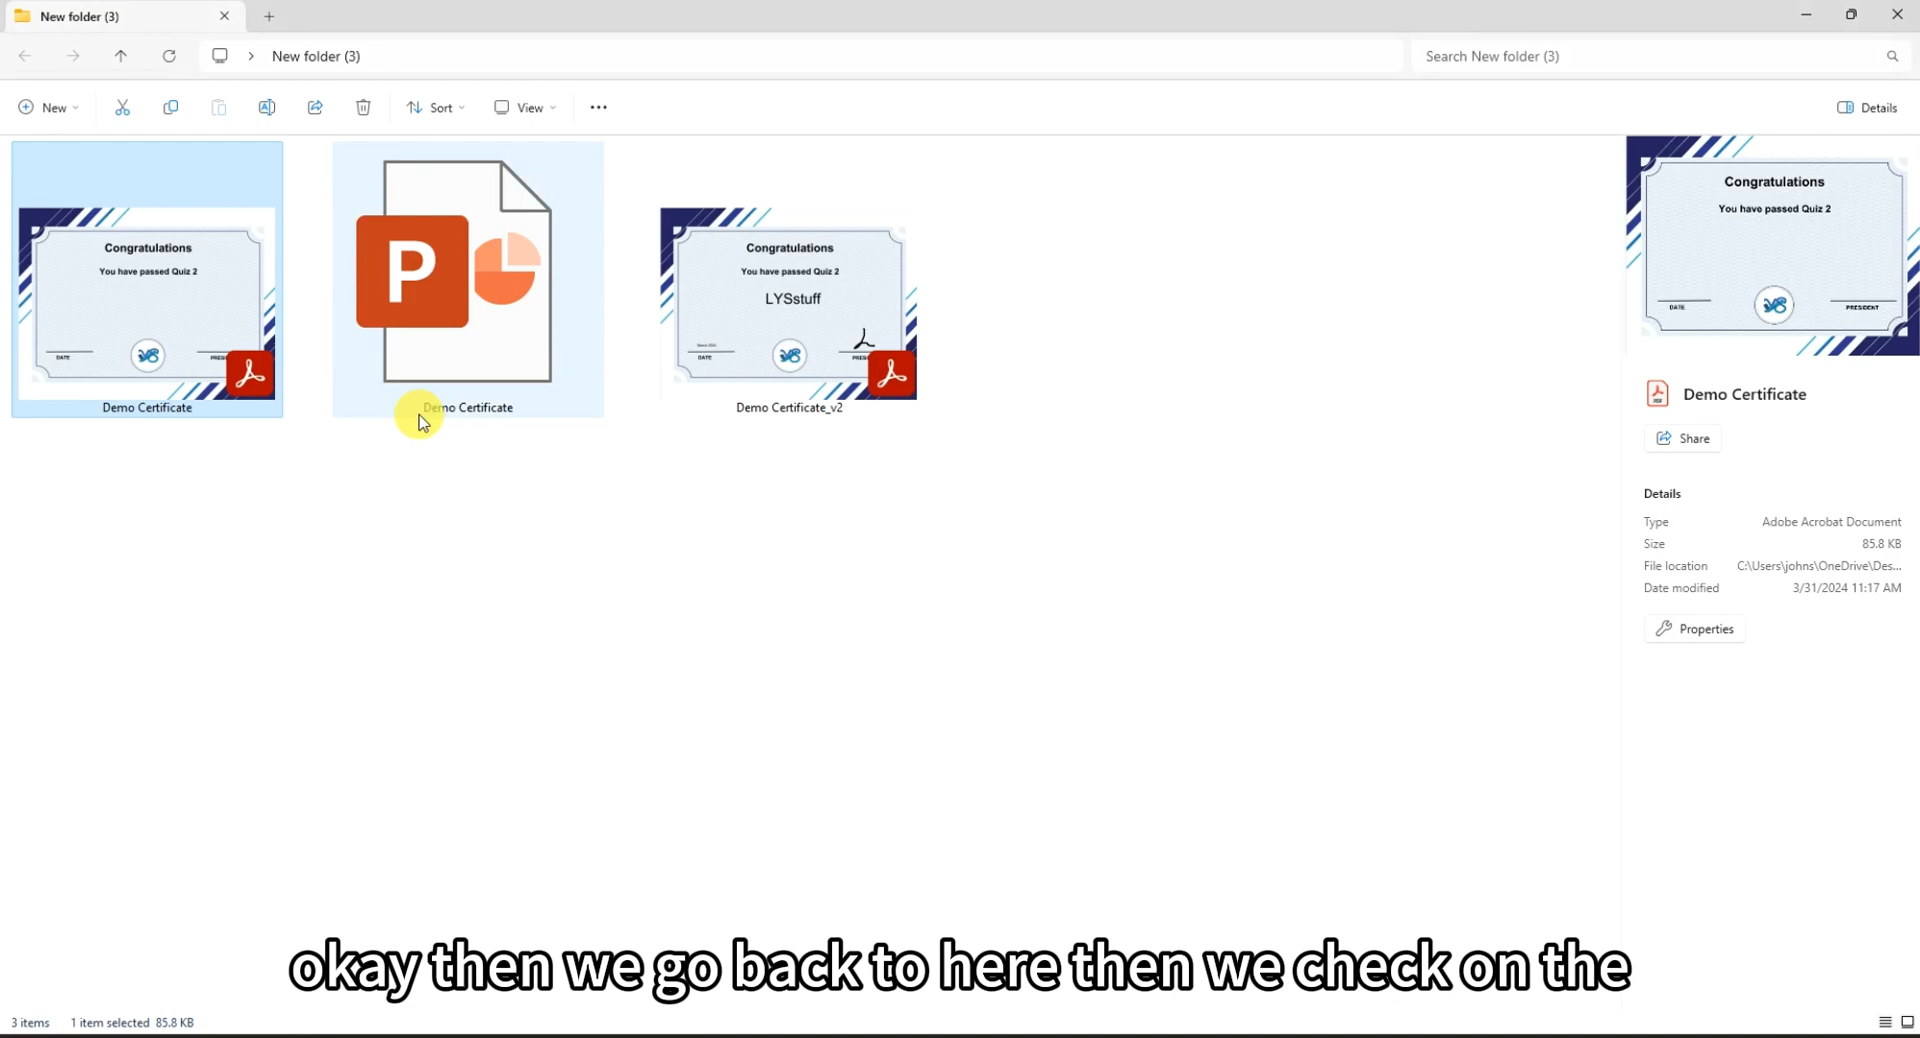 New folder (3)
New folder (3)
Search New folder (3)
New
Sort
View
Details
Congratulations
You have passed Quiz 2
DATE
PRESI
Demo Certificate
P
Demo Certificate
Congratulations
You have passed Quiz 2
LYSstuff
DATE
PRESI
Demo Certificate_v2
Congratulations
You have passed Quiz 2
DATE
PRESIDENT
PDF
Demo Certificate
Share
Details
Type Adobe Acrobat Document
Size 85.8 KB
File location C:\Users\johns\OneDrive\Des...
Date modified 3/31/2024 11:17 AM
Properties
okay then we go back to here then we check on the
3 items 1 item selected 85.8 KB